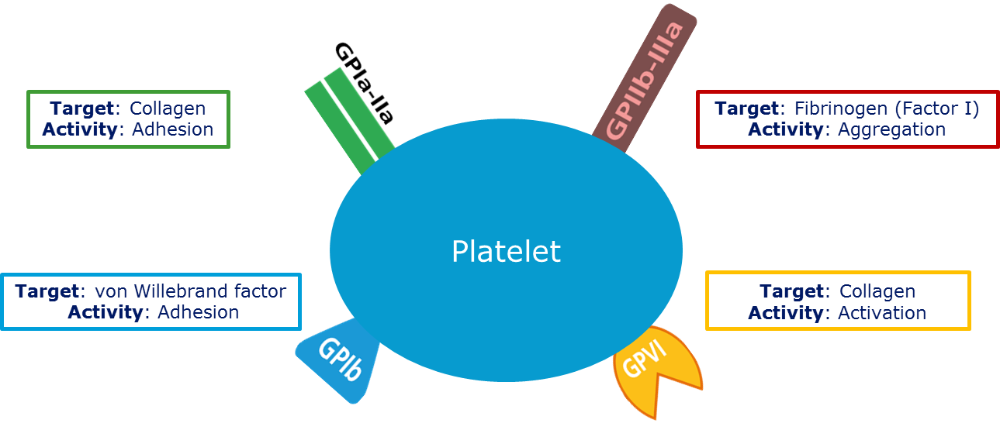 GPIa-IIa
GPIIb-IIIa
Target: Collagen
Activity: Adhesion
Target: Fibrinogen (Factor I)
Activity: Aggregation
Platelet
Target: von Willebrand factor
Activity: Adhesion
Target: Collagen
Activity: Activation
GPIb
GPVI